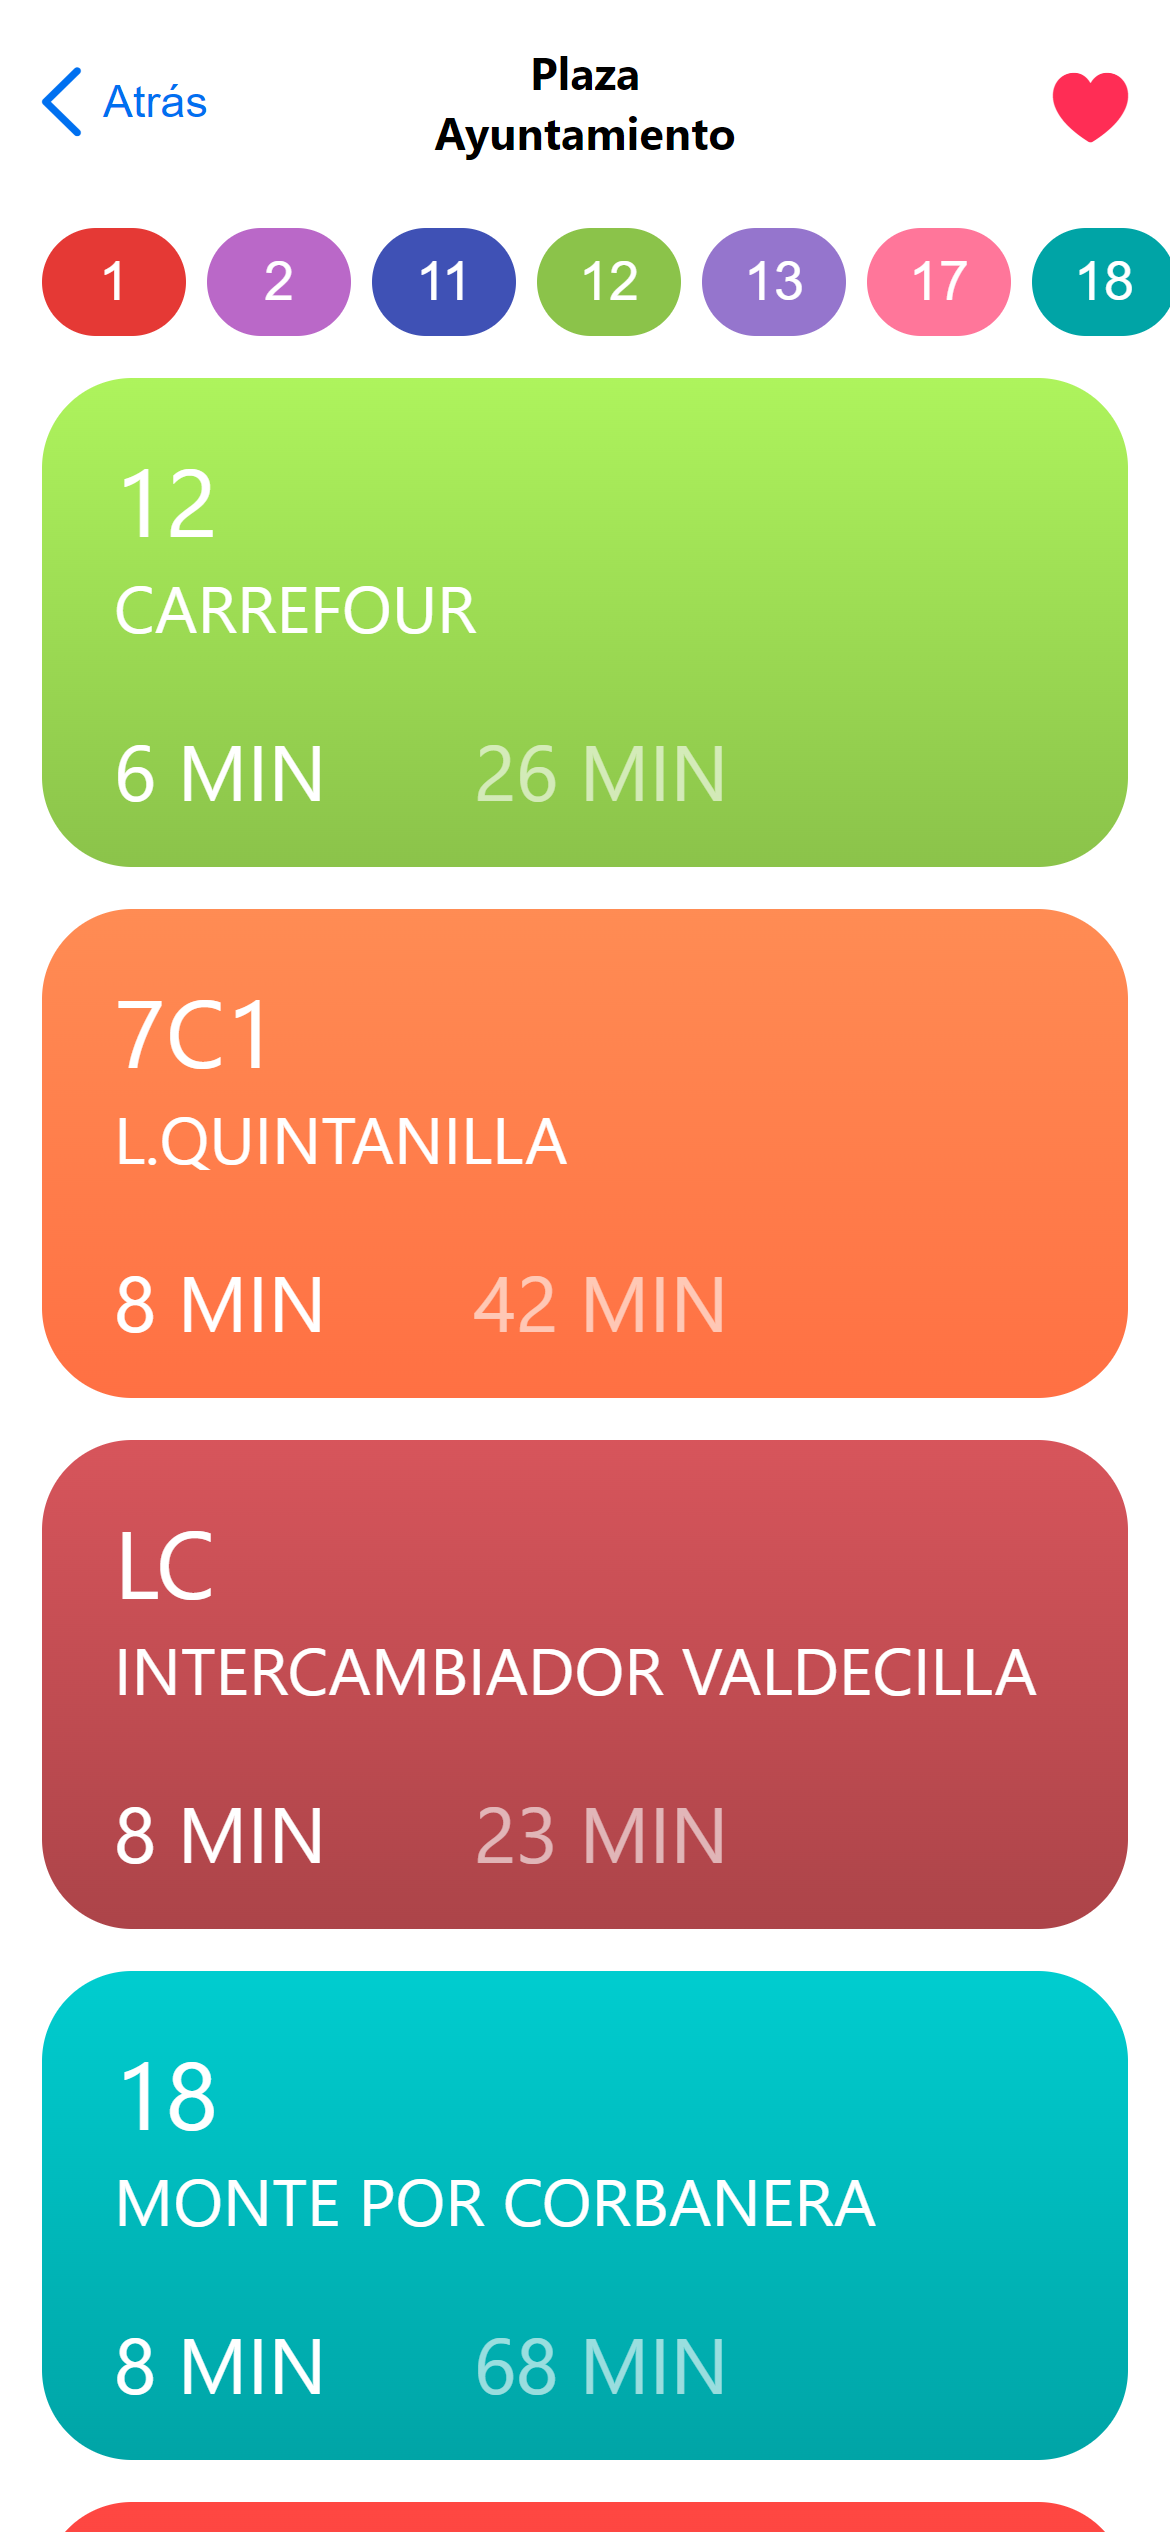 Atrás
Plaza
Ayuntamiento
1 2 11 12 13 17 18
12
CARREFOUR
6 MIN 26 MIN
7C1
L.QUINTANILLA
8 MIN 42 MIN
LC
INTERCAMBIADOR VALDECILLA
8 MIN 23 MIN
18
MONTE POR CORBANERA
8 MIN 68 MIN